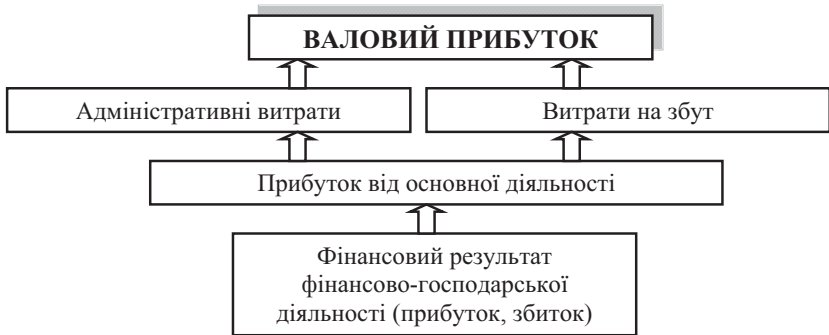 ВАЛОВИЙ ПРИБУТОК
Адміністративні витрати
Витрати на збут
Прибуток від основної діяльності
Фінансовий результат
фінансово-господарської
діяльності (прибуток, збиток)